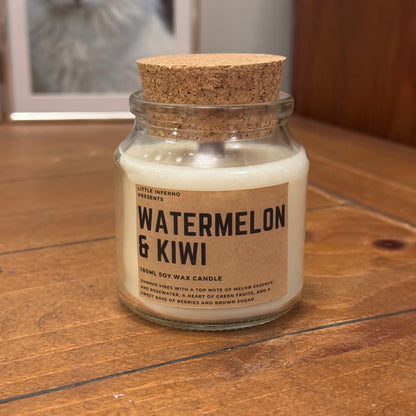 LITTLE INFERNO
PRESENTS
WATERMELON
& KIWI
160ML SOY WAX CANDLE
SUMMER VIBES WITH A TOP NOTE OF MELON ESSENCE
AND ROSEWATER, A HEART OF GREEN FRUITS, AND A
SWEET BASE OF BERRIES AND BROWN SUGAR.